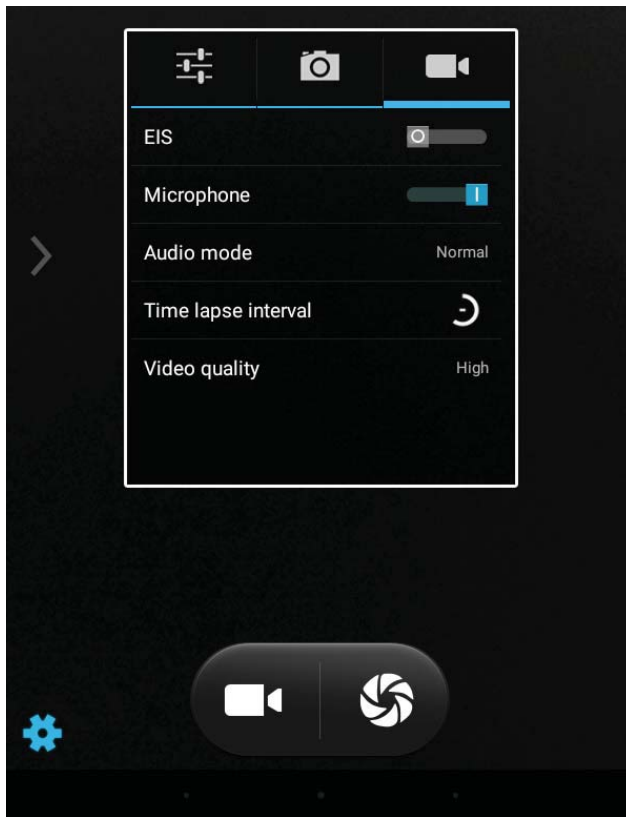 EIS
Microphone
Audio mode Normal
Time lapse interval
Video quality High